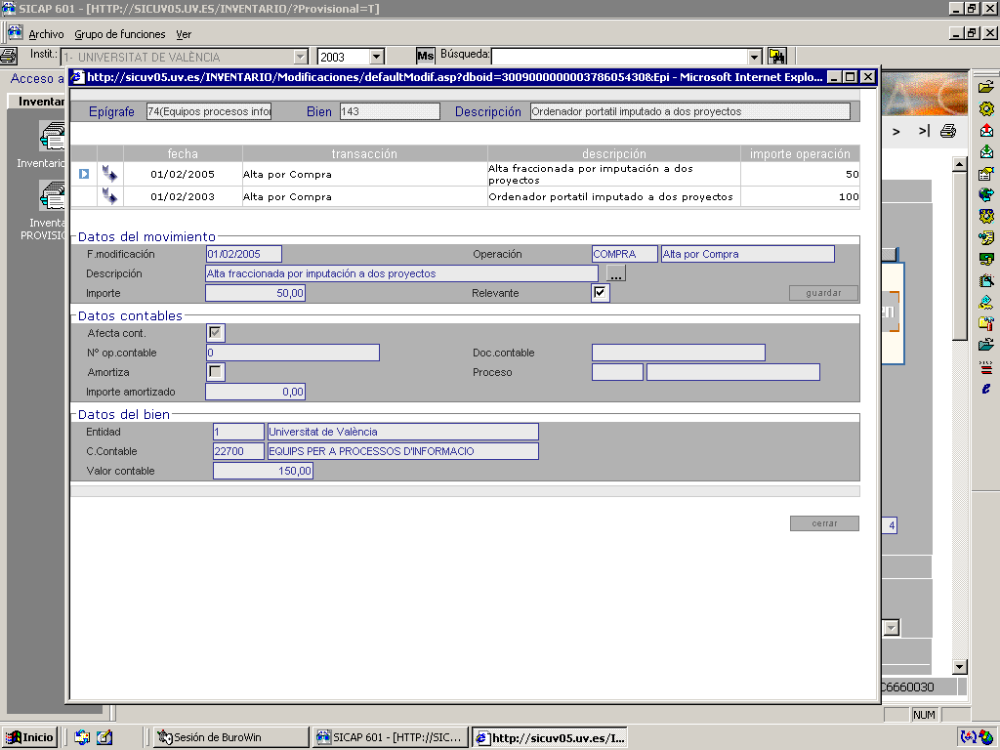 SICAP 601 - [HTTP://SICUV05.UV.ES/INVENTARIO/?Provisional=T]
Archivo Grupo de funciones Ver
Instit.: 1- UNIVERSITAT DE VALÈNCIA 2003 Ms Búsqueda:
Acceso a
http://sicuv05.uv.es/INVENTARIO/Modificaciones/defaultModif.asp?dboid=300900000000378605430&Epi - Microsoft Internet Explo...
Inventar
Inventario
Inventa
PROVISIO
Epígrafe 74(Equipos procesos infor Bien 143 Descripción Ordenador portatil imputado a dos proyectos
fecha transacción descripción importe operación
01/02/2005 Alta por Compra Alta fraccionada por imputación a dos proyectos 50
01/02/2003 Alta por Compra Ordenador portatil imputado a dos proyectos 100
Datos del movimiento
F.modificación 01/02/2005 Operación COMPRA Alta por Compra
Descripción Alta fraccionada por imputación a dos proyectos ...
Importe 50,00 Relevante guardar
Datos contables
Afecta cont.
Nº op.contable 0 Doc.contable
Amortiza Proceso
Importe amortizado 0,00
Datos del bien
Entidad 1 Universitat de València
C.Contable 22700 EQUIPS PER A PROCESSOS D'INFORMACIO
Valor contable 150,00
cerrar
> >|
en
4
C6660030
NUM
Inicio Sesión de BuroWin SICAP 601 - [HTTP://SIC... http://sicuv05.uv.es/I...